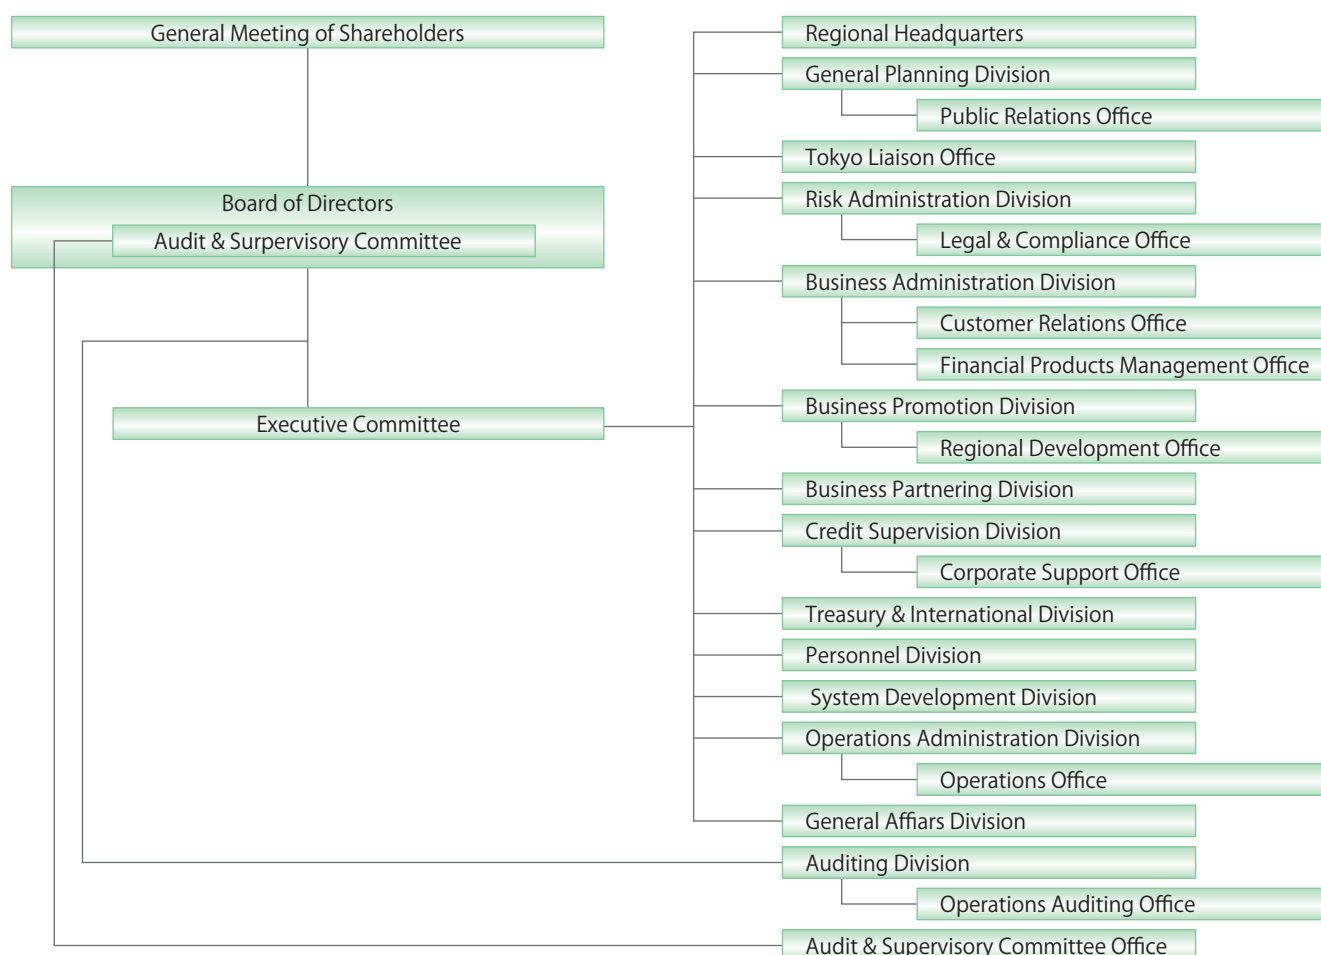 General Meeting of Shareholders
Board of Directors
Audit & Surpervisory Committee
Executive Committee
Regional Headquarters
General Planning Division
Public Relations Office
Tokyo Liaison Office
Risk Administration Division
Legal & Compliance Office
Business Administration Division
Customer Relations Office
Financial Products Management Office
Business Promotion Division
Regional Development Office
Business Partnering Division
Credit Supervision Division
Corporate Support Office
Treasury & International Division
Personnel Division
System Development Division
Operations Administration Division
Operations Office
General Affiars Division
Auditing Division
Operations Auditing Office
Audit & Supervisory Committee Office